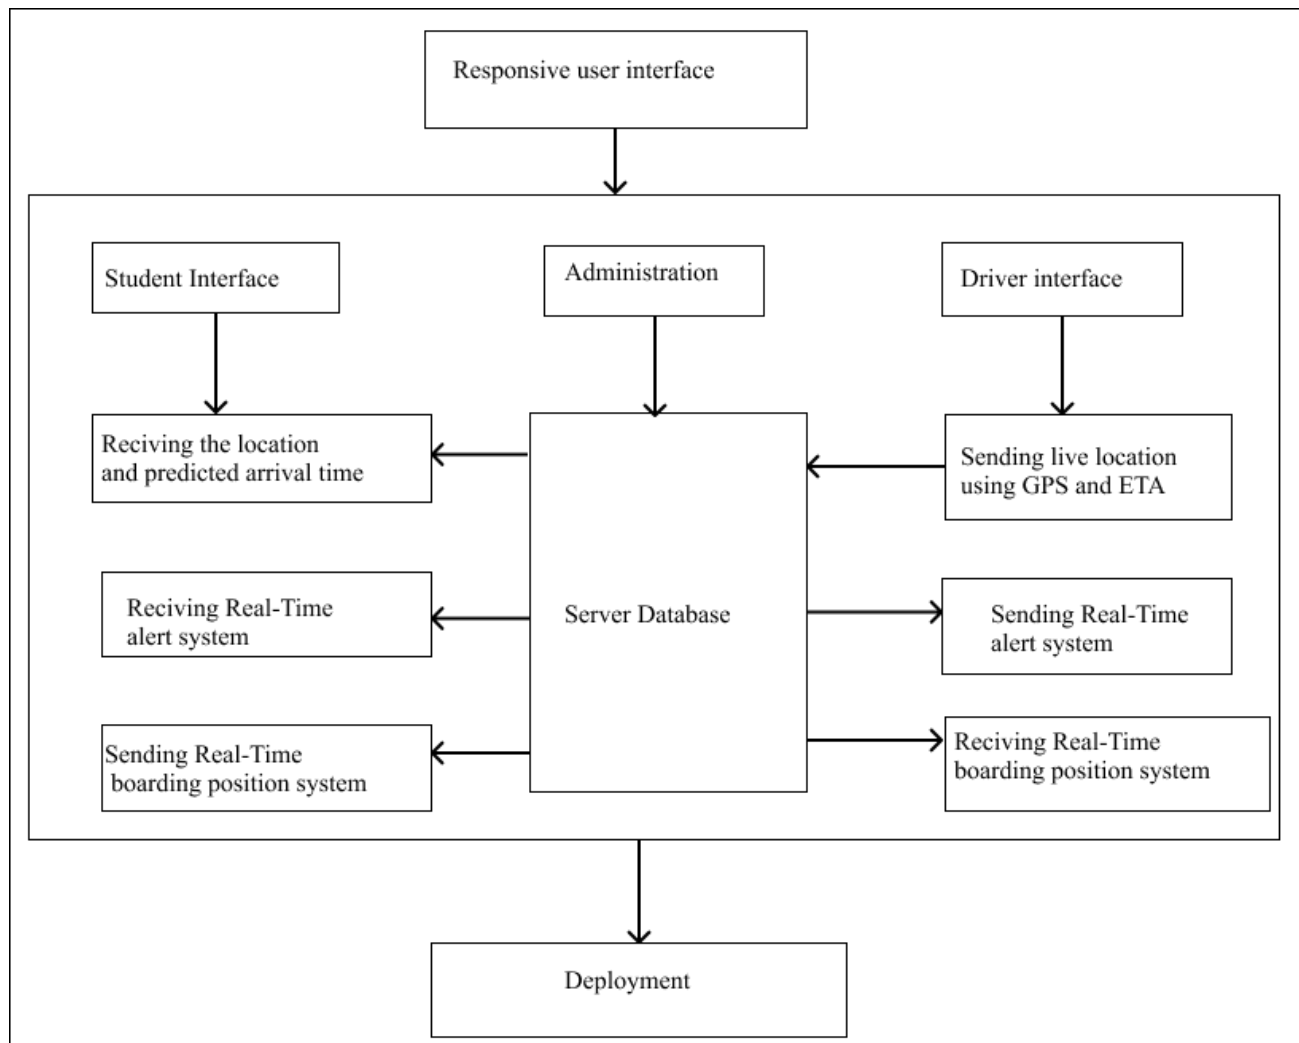 Responsive user interface
Student Interface
Administration
Driver interface
Reciving the location
and predicted arrival time
Sending live location
using GPS and ETA
Reciving Real-Time
alert system
Server Database
Sending Real-Time
alert system
Sending Real-Time
boarding position system
Reciving Real-Time
boarding position system
Deployment